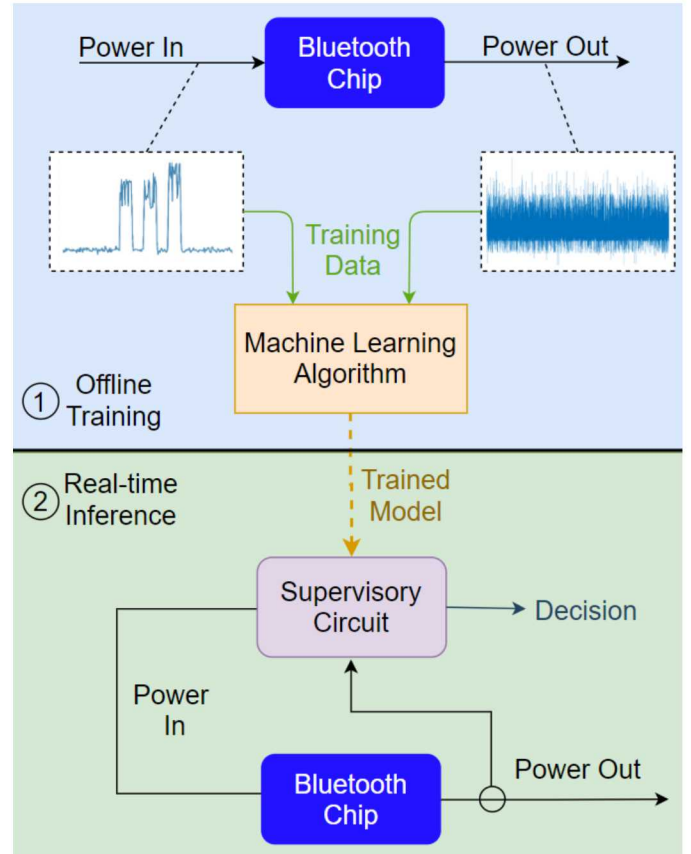 Power In
Bluetooth
Chip
Power Out
Training
Data
Machine Learning
Algorithm
1
Offline
Training
2
Real-time
Inference
Trained
Model
Supervisory
Circuit
Decision
Power
In
Bluetooth
Chip
Power Out